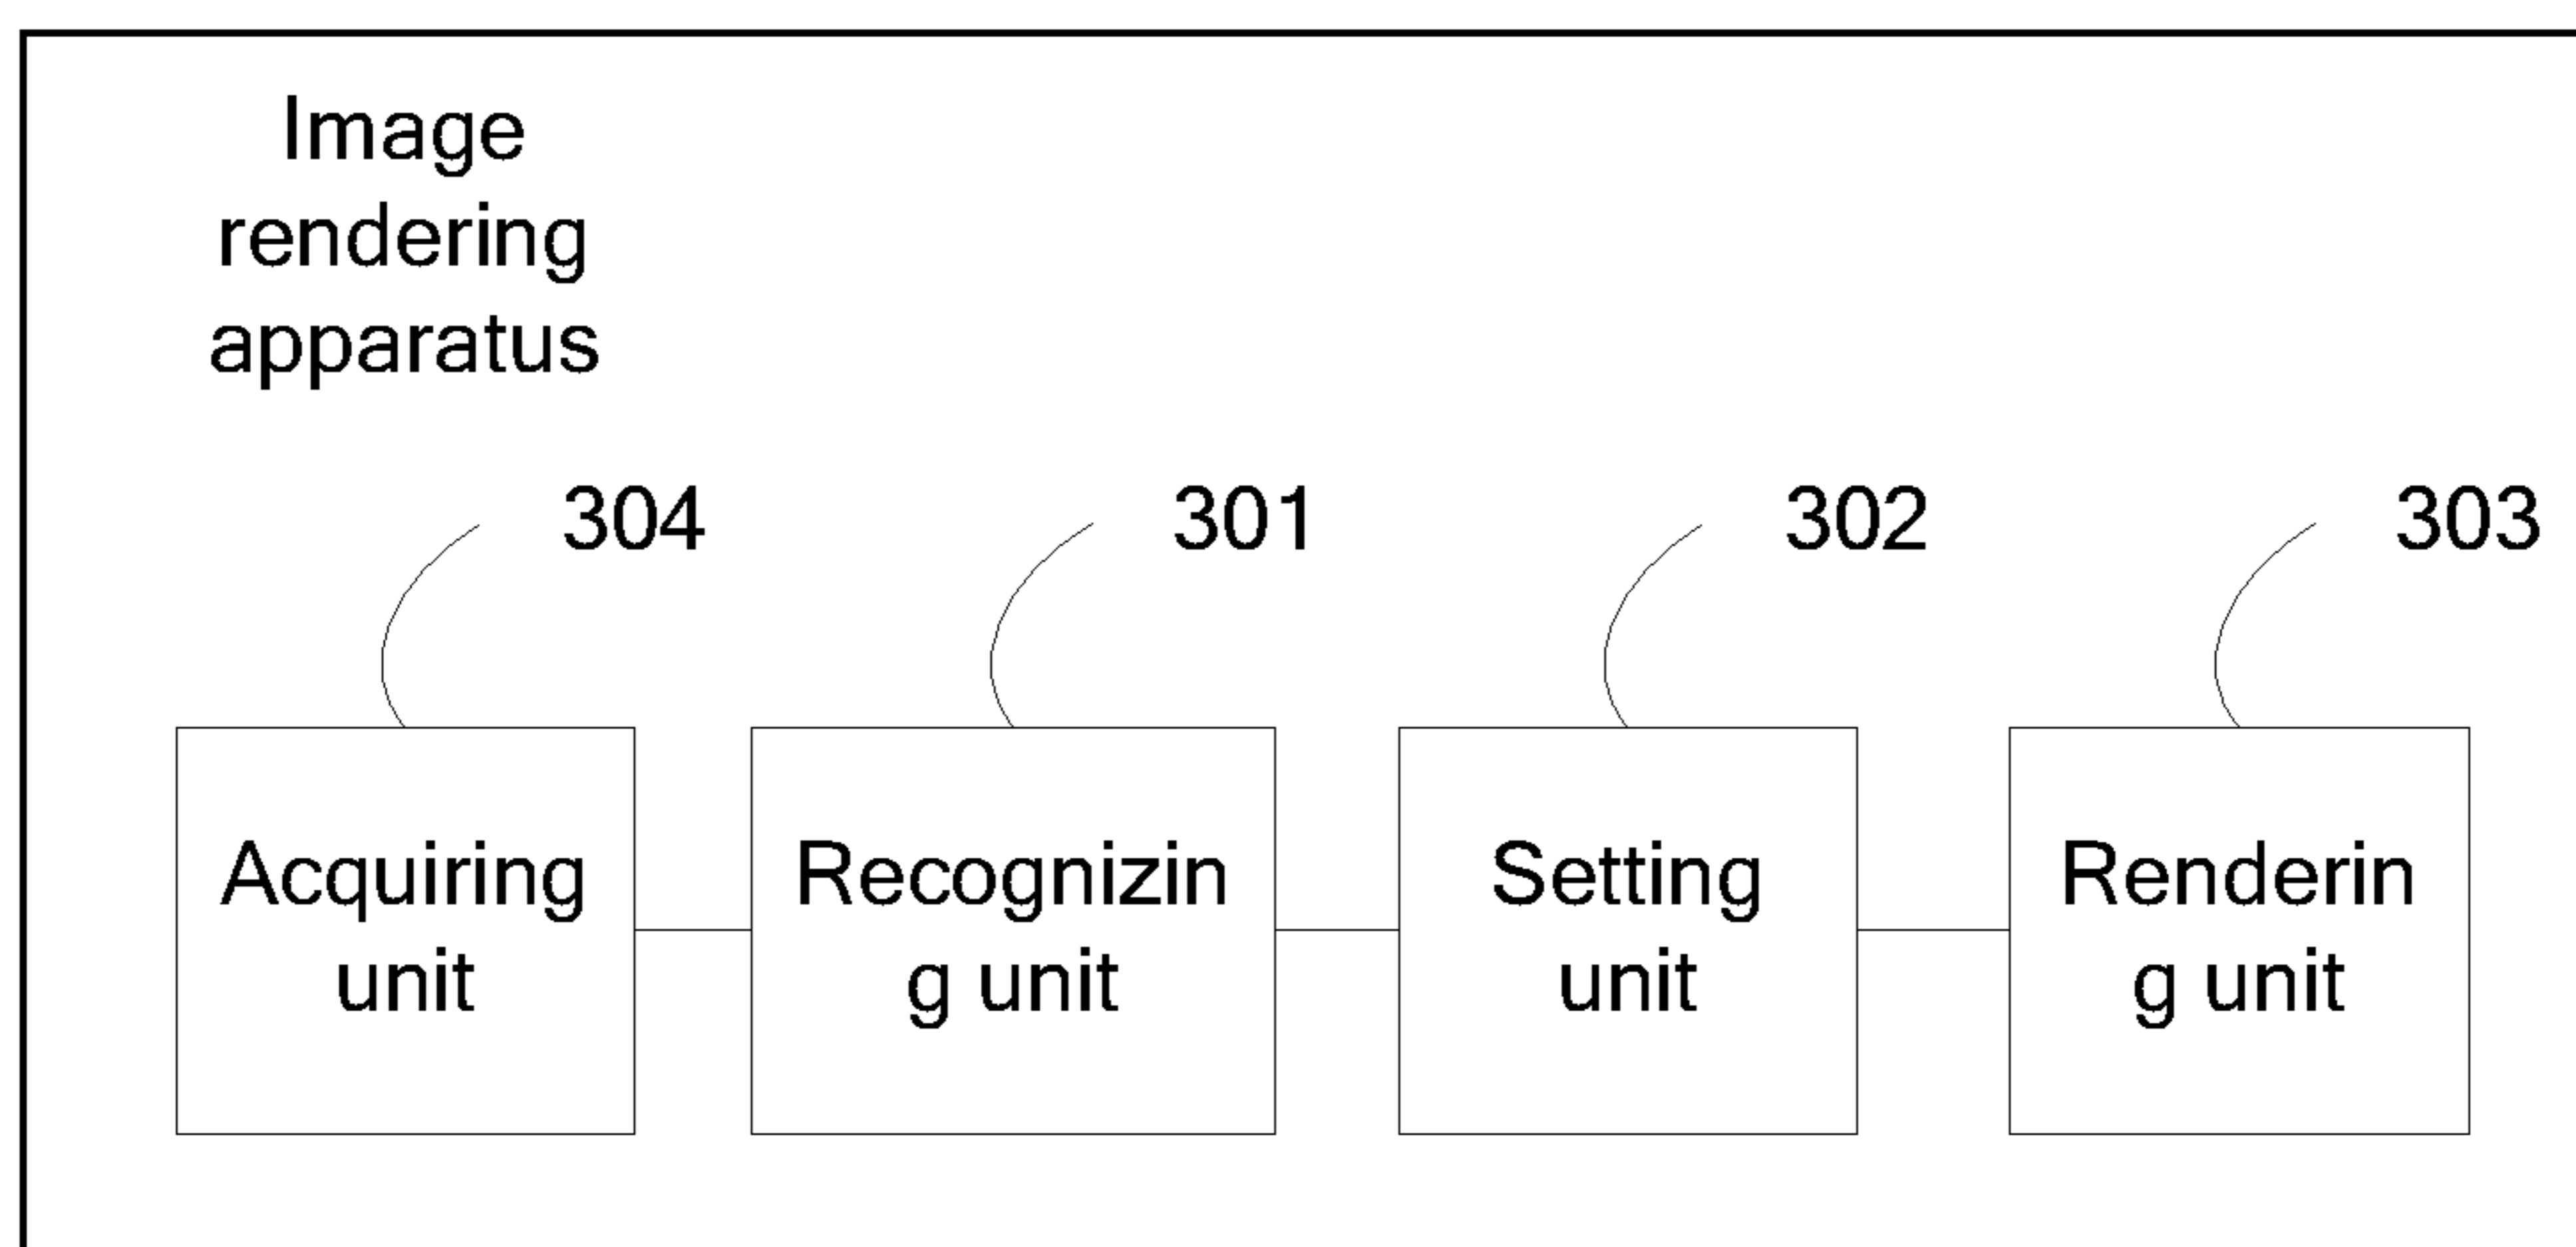 Image
rendering
apparatus
304
301
302
303
Acquiring
unit
Recognizin
g unit
Setting
unit
Renderin
g unit